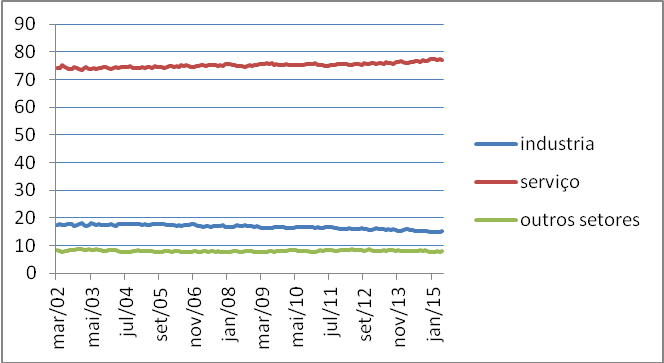 90
80
70
60
50
40
30
20
10
0
mar/02
mai/03
jul/04
set/05
nov/06
jan/08
mar/09
mai/10
jul/11
set/12
nov/13
jan/15
industria
serviço
outros setores